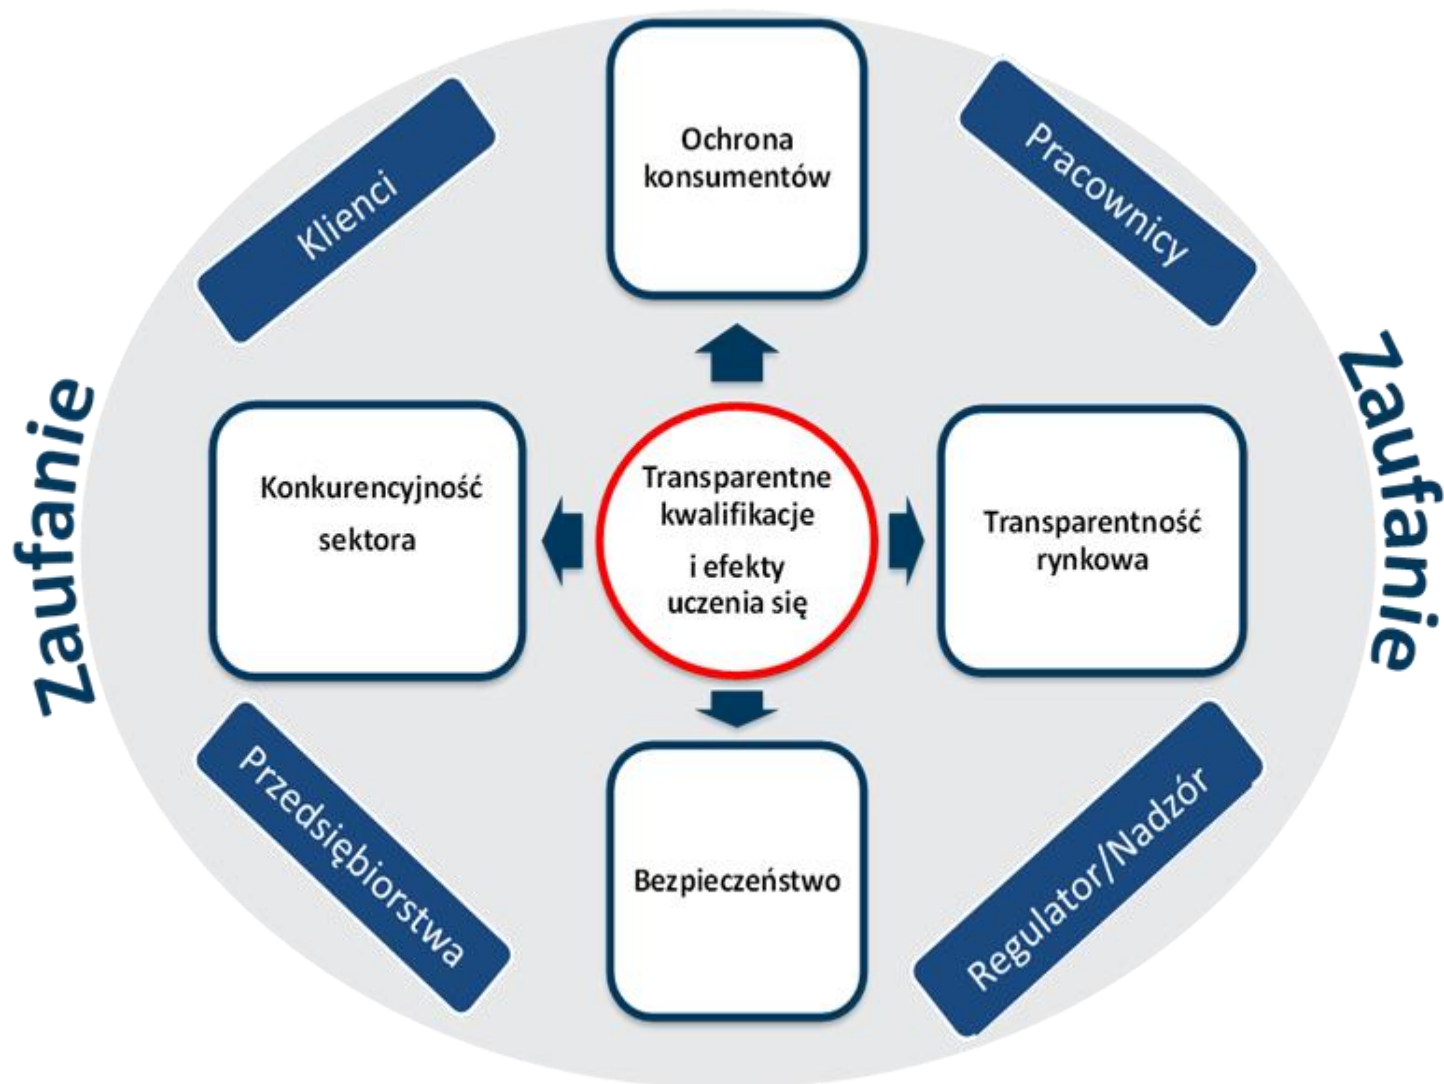 Ochrona
konsumentów
Klienci
Pracownicy
Zaufanie
Zaufanie
Konkurencyjność
sektora
Transparentne
kwalifikacje
i efekty
uczenia się
Transparentność
rynkowa
Przedsiębiorstwa
Bezpieczeństwo
Regulator/Nadzór